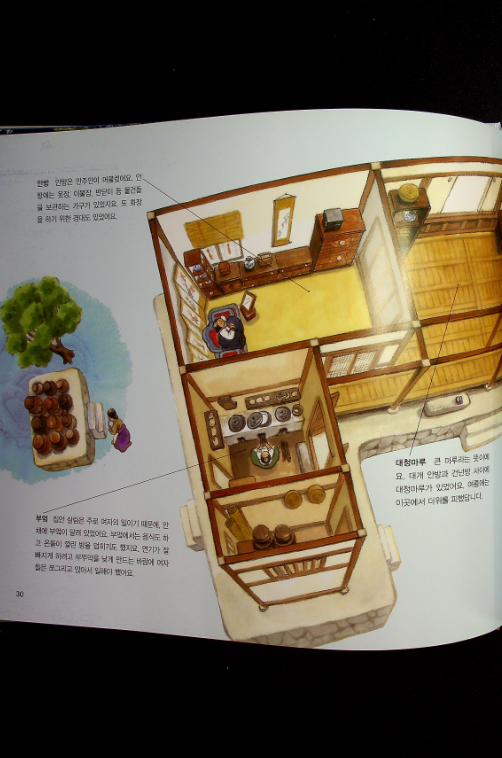 안방 안방은 안주인이 머물렀어요. 안
방에는 옷장, 이불장, 반닫이 등 물건들
을 보관하는 가구가 있었지요. 또 화장
을 하기 위한 경대도 있었어요.
대청마루 큰 마루라는 뜻이에
요. 대개 안방과 건넌방 사이에
대청마루가 있었어요. 여름에는
이곳에서 더위를 피했답니다.
부엌 집안 살림은 주로 여자의 일이기 때문에, 안
채에 부엌이 딸려 있었어요. 부엌에서는 음식도 하
고 온돌이 깔린 방을 덥히기도 했지요. 연기가 잘
빠지게 하려고 부뚜막을 낮게 만드는 바람에 여자
들은 쪼그리고 앉아서 일해야 했어요.
30